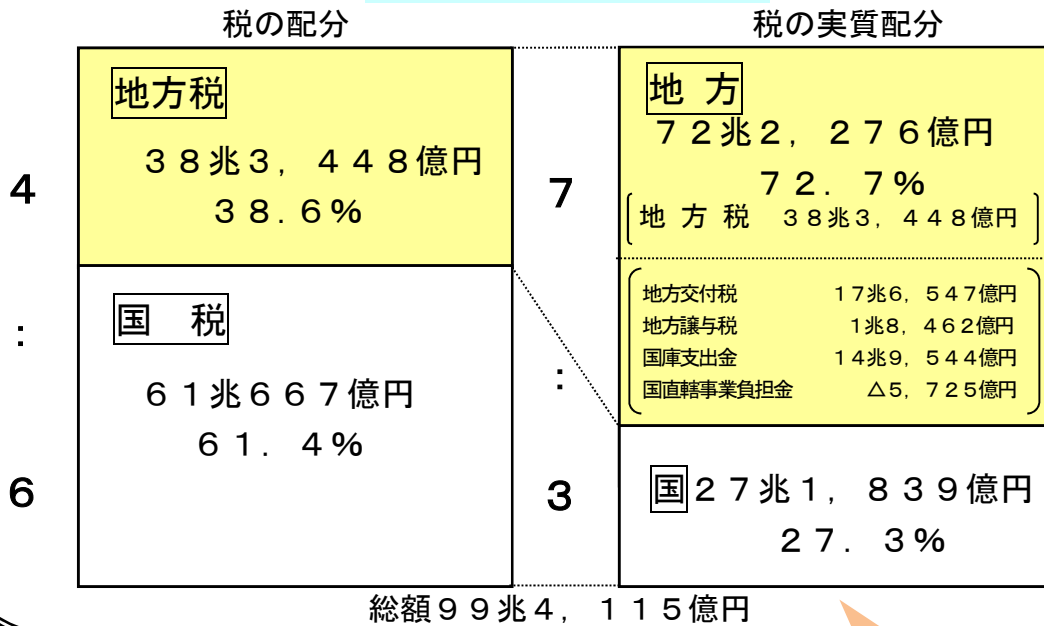 税の配分
税の実質配分
4
:
6
地方税
38兆3,448億円
38.6%
国 税
61兆667億円
61.4%
7
:
3
地 方
72兆2,276億円
72.7%
地 方 税 38兆3,448億円
地方交付税 17兆6,547億円
地方譲与税 1兆8,462億円
国庫支出金 14兆9,544億円
国直轄事業負担金 △5,725億円
国27兆1,839億円
27.3%
総額99兆4,115億円